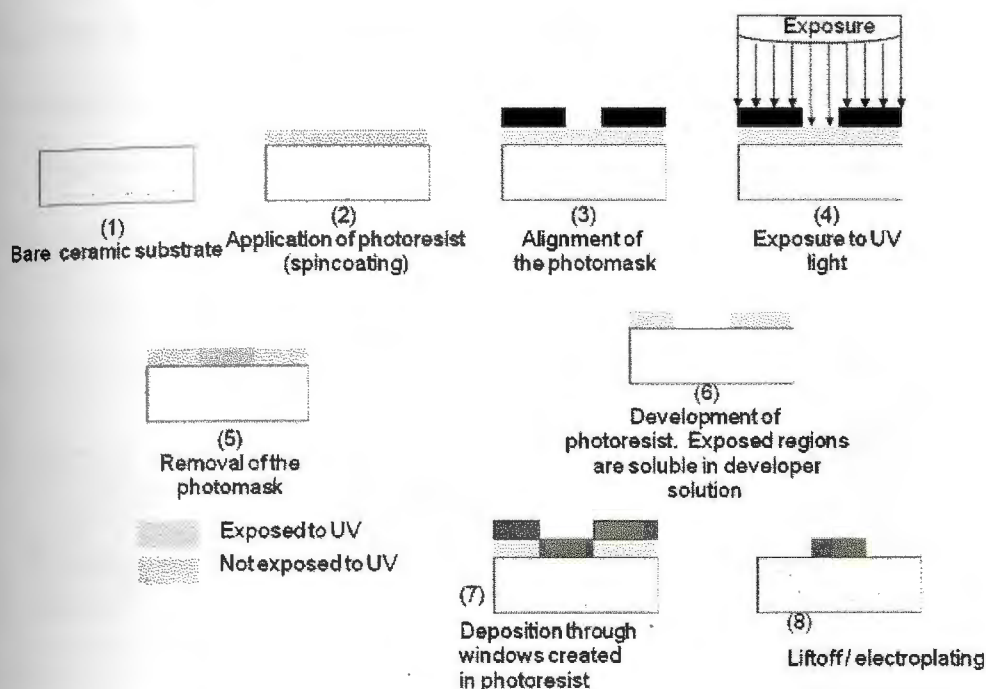 Exposure
(1)
Bare ceramic substrate
(2)
Application of photoresist
(spincoating)
(3)
Alignment of
the photomask
(4)
Exposure to UV
light
(5)
Removal of the
photomask
(6)
Development of
photoresist. Exposed regions
are soluble in developer
solution
Exposed to UV
Not exposed to UV
(7)
Deposition through
windows created
in photoresist
(8)
Liftoff / electroplating